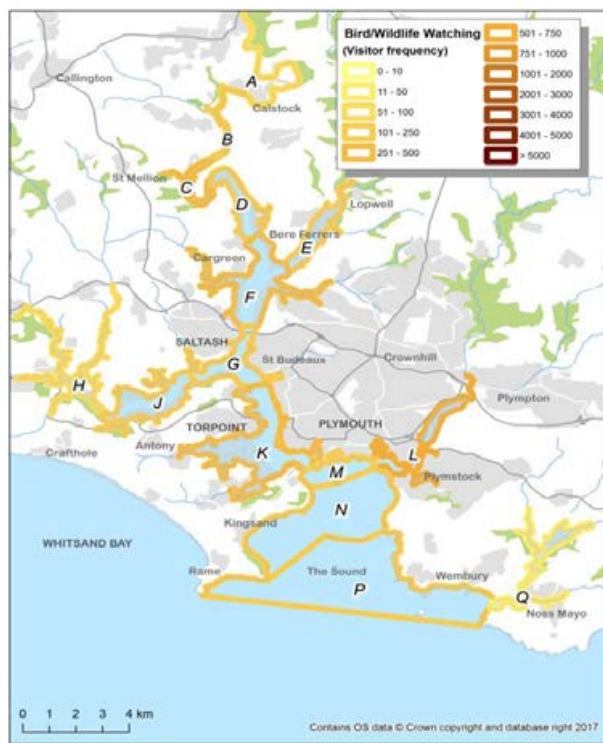 Bird/Wildlife Watching
(Visitor frequency)
0 - 10
11 - 50
51 - 100
101 - 250
251 - 500
501 - 750
751 - 1000
1001 - 2000
2001 - 3000
3001 - 4000
4001 - 5000
> 5000
Callington
A
Calstock
B
St Mellion
C
D
Lopwell
Bere Ferrers
E
Cargreen
F
SALTASH
G
St Budeaux
Crownhill
H
J
Plympton
TORPOINT
PLYMOUTH
Antony
Crafthole
K
L
M
Plymstock
N
Kingsand
WHITSAND BAY
Rame
The Sound
P
Wembury
Q
Noss Mayo
0 1 2 3 4 km
Contains OS data © Crown copyright and database right 2017